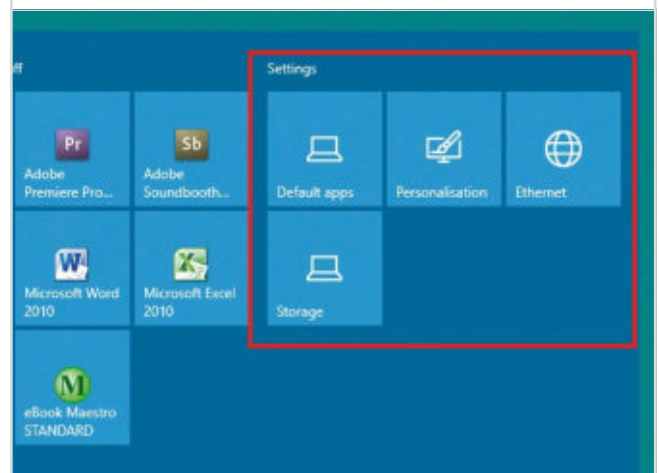 ff
Settings
Pr
Adobe
Premiere Pro...
Sb
Adobe
Soundbooth...
Default apps
Personalisation
Ethernet
W
Microsoft Word
2010
X
Microsoft Excel
2010
Storage
M
eBook Maestro
STANDARD